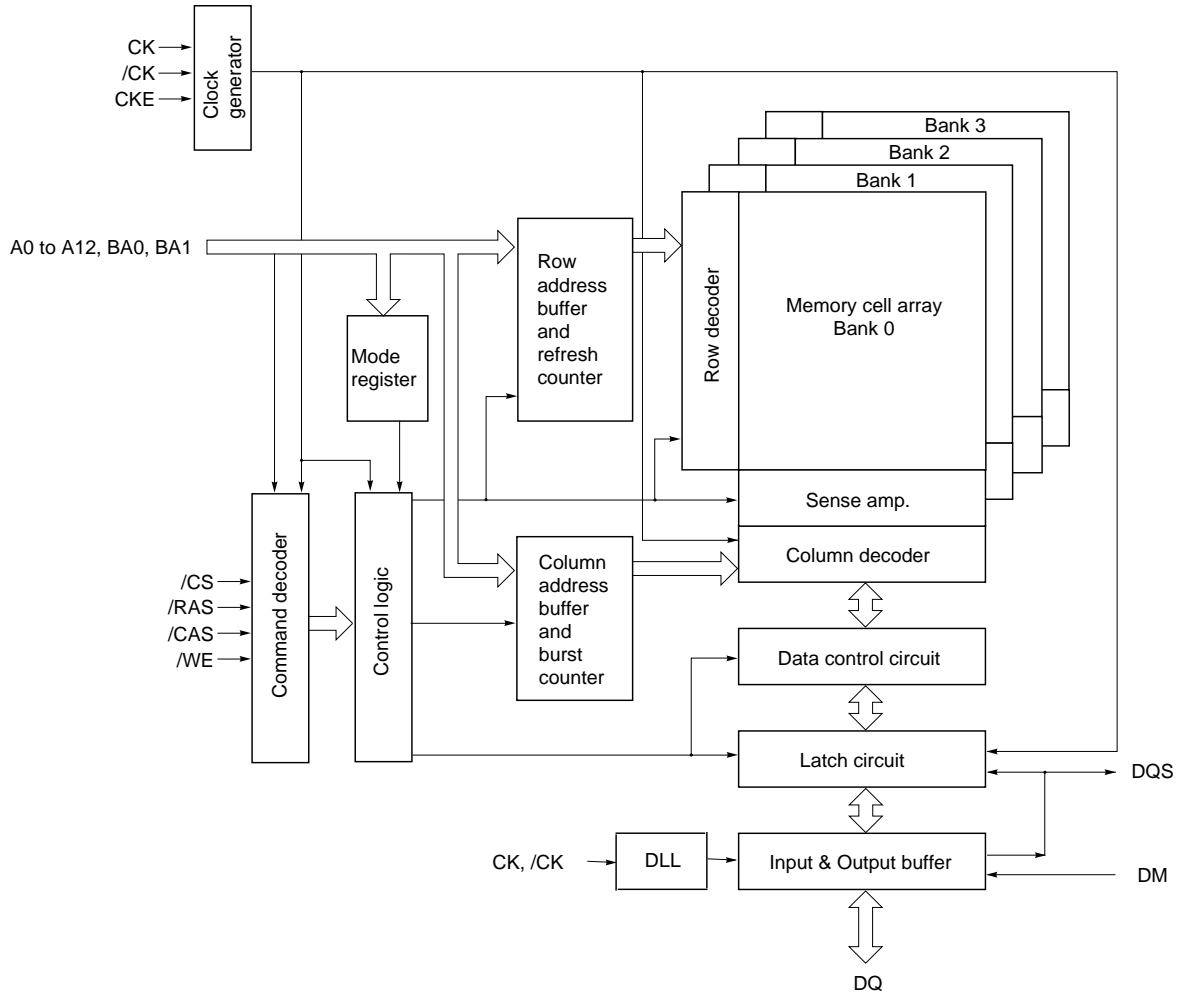 CK
/CK
CKE
Clock
generator
Bank 3
Bank 2
Bank 1
A0 to A12, BA0, BA1
Row
address
buffer
and
refresh
counter
Row decoder
Memory cell array
Bank 0
Mode
register
Sense amp.
Column decoder
Command decoder
Control logic
Column
address
buffer
and
burst
counter
/CS
/RAS
/CAS
/WE
Data control circuit
Latch circuit
DQS
CK, /CK
DLL
Input & Output buffer
DM
DQ